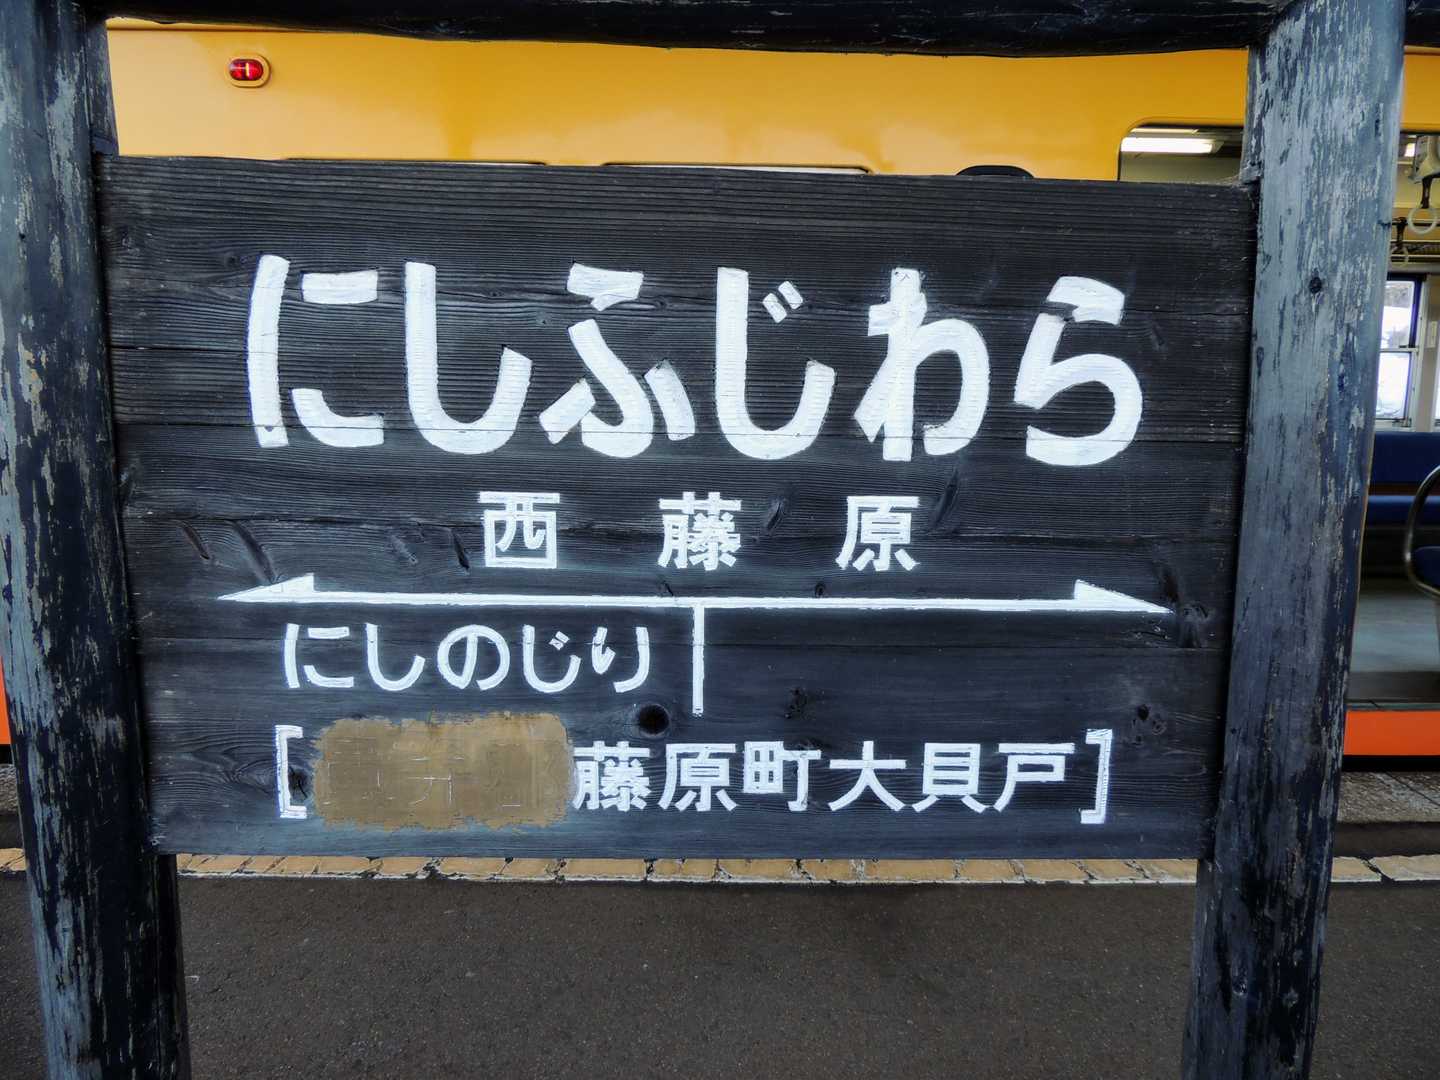 にしふじわら
西藤原
にしのじり
[藤原町大貝戸]